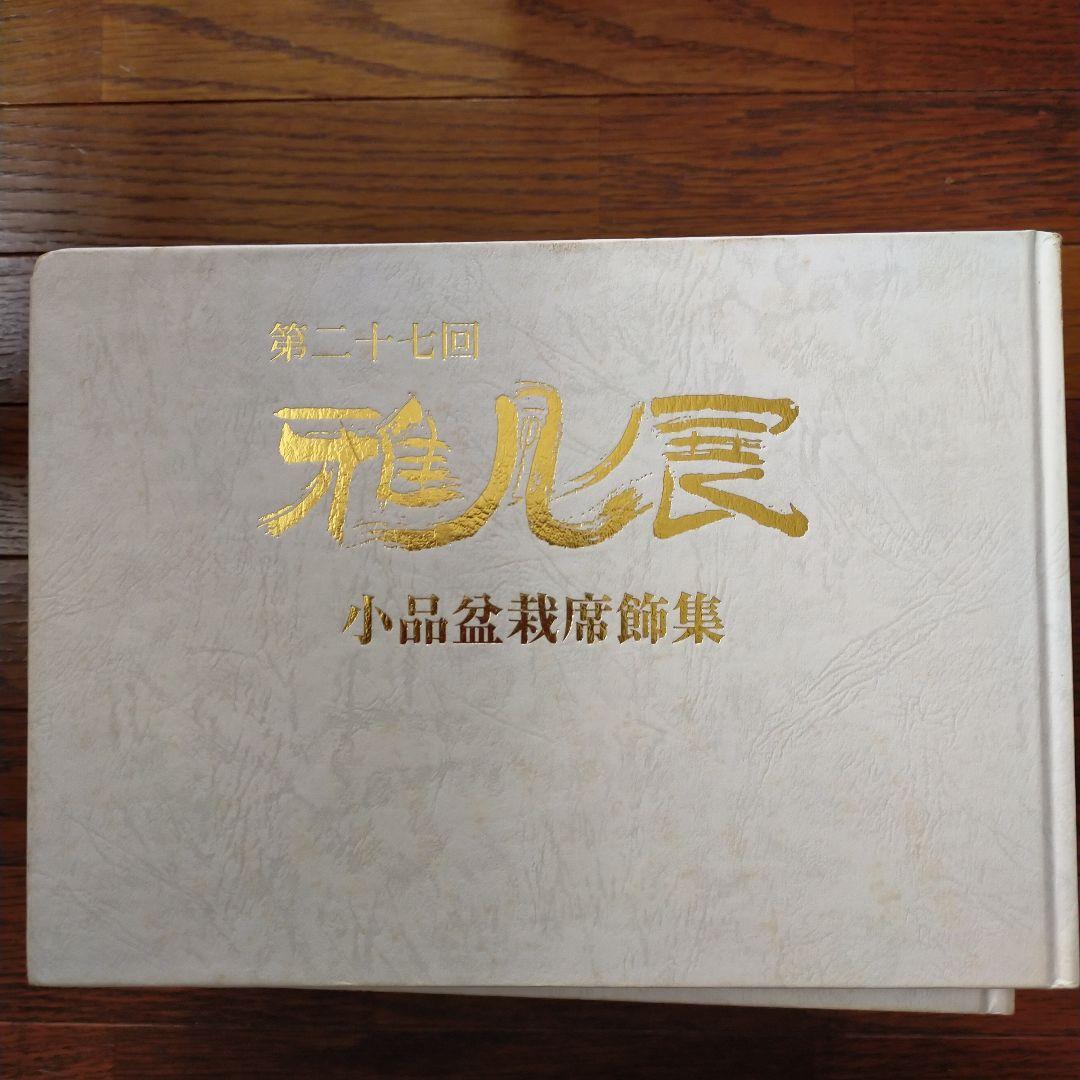 第二十七回
雅風展
小品盆栽席飾集